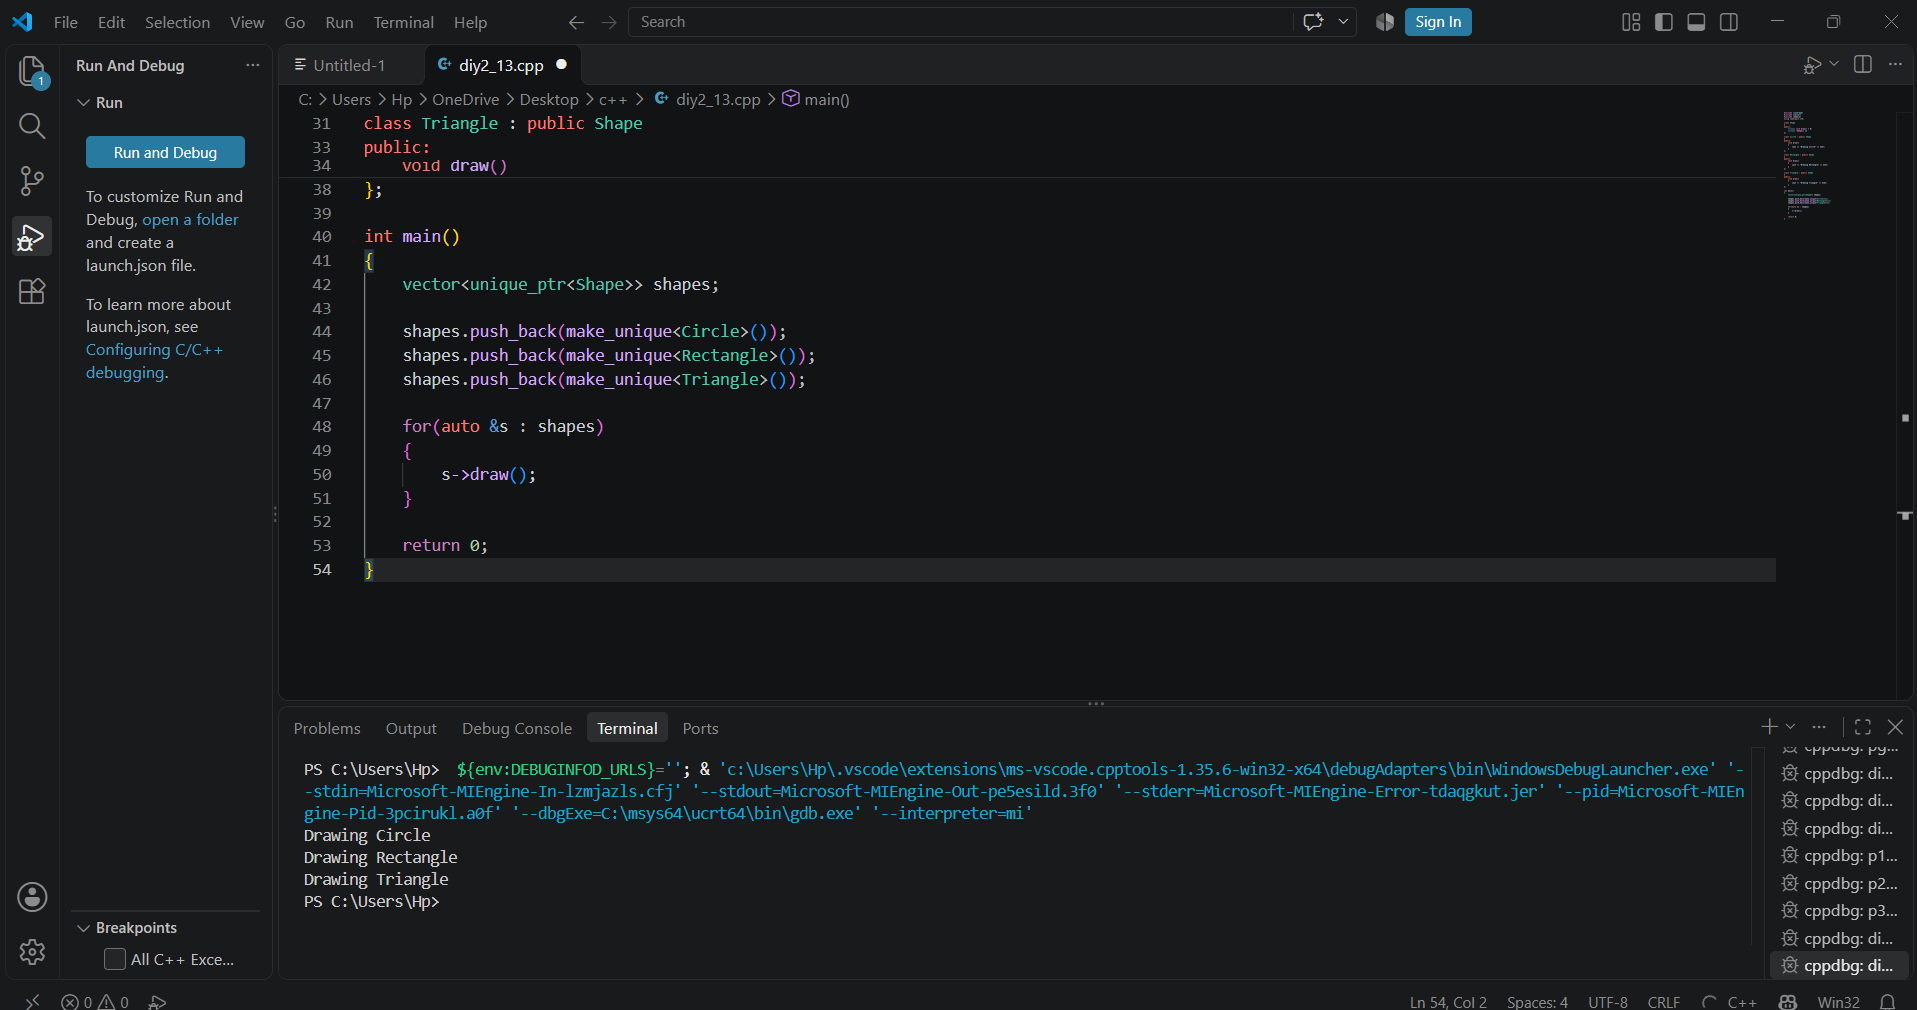 File Edit Selection View Go Run Terminal Help
Search
Sign In
Run And Debug
Untitled-1
diy2_13.cpp
Run
C: > Users > Hp > OneDrive > Desktop > c++ > diy2_13.cpp > main()
Run and Debug
To customize Run and
Debug, open a folder
and create a
launch.json file.
To learn more about
launch.json, see
Configuring C/C++
debugging.
31 class Triangle : public Shape
33 public:
34 void draw()
38 };
39
40 int main()
41 {
42 vector<unique_ptr<Shape>> shapes;
43
44 shapes.push_back(make_unique<Circle>());
45 shapes.push_back(make_unique<Rectangle>());
46 shapes.push_back(make_unique<Triangle>());
47
48 for(auto &s : shapes)
49 {
50 s->draw();
51 }
52
53 return 0;
54 }
Problems Output Debug Console Terminal Ports
PS C:\Users\Hp> ${env:DEBUGINFOD_URLS}=''; & 'c:\Users\Hp\.vscode\extensions\ms-vscode.cpptools-1.35.6-win32-x64\debugAdapters\bin\WindowsDebugLauncher.exe' '-
-stdin=Microsoft-MIEngine-In-lzmjazls.cfj' '--stdout=Microsoft-MIEngine-Out-pe5esild.3f0' '--stderr=Microsoft-MIEngine-Error-tdaqgkut.jer' '--pid=Microsoft-MIEn
gine-Pid-3pcirukl.a0f' '--dbgExe=C:\msys64\ucrt64\bin\gdb.exe' '--interpreter=mi'
Drawing Circle
Drawing Rectangle
Drawing Triangle
PS C:\Users\Hp>
cppdbg: pg...
cppdbg: di...
cppdbg: di...
cppdbg: di...
cppdbg: p1...
cppdbg: p2...
cppdbg: p3...
cppdbg: di...
cppdbg: di...
Breakpoints
All C++ Exce...
0 0
Ln 54, Col 2 Spaces: 4 UTF-8 CRLF C++ Win32
1